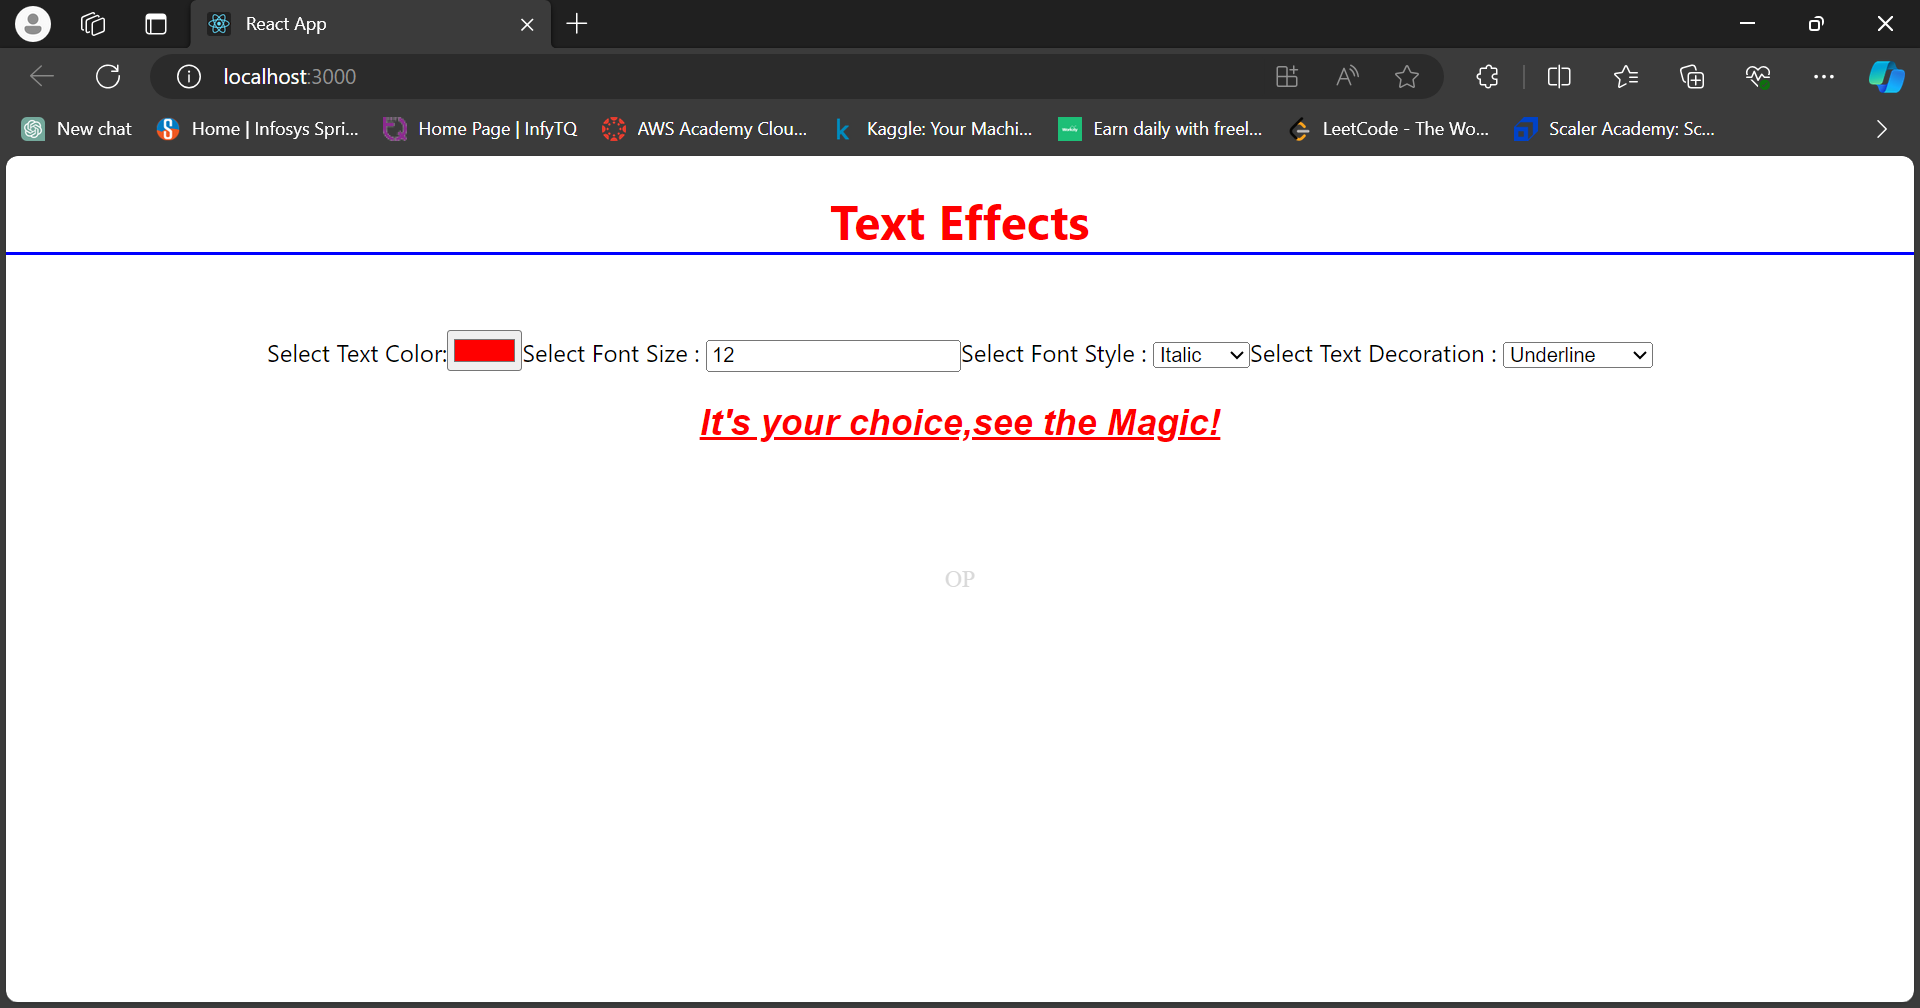 React App
localhost:3000
New chat Home | Infosys Spri... Home Page | InfyTQ AWS Academy Clou... Kaggle: Your Machi... Earn daily with freel... LeetCode - The Wo... Scaler Academy: Sc...
Text Effects
Select Text Color: Select Font Size : 12 Select Font Style : Italic Select Text Decoration : Underline
It's your choice,see the Magic!
OP